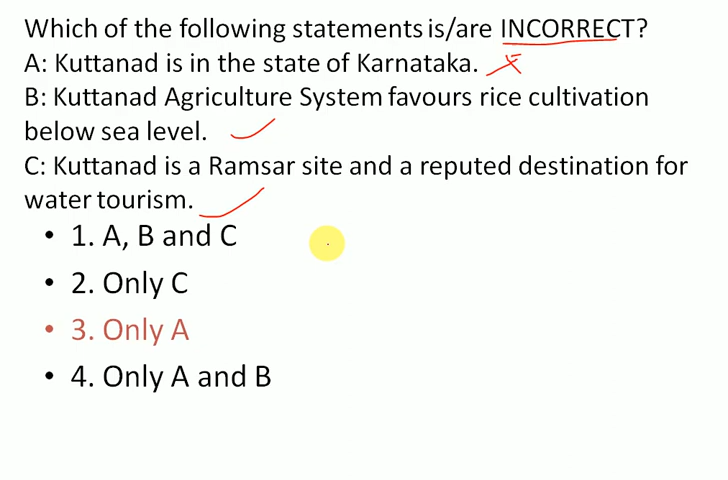 Which of the following statements is/are INCORRECT?
A: Kuttanad is in the state of Karnataka.
B: Kuttanad Agriculture System favours rice cultivation
below sea level.
C: Kuttanad is a Ramsar site and a reputed destination for
water tourism.
• 1. A, B and C
• 2. Only C
• 3. Only A
• 4. Only A and B